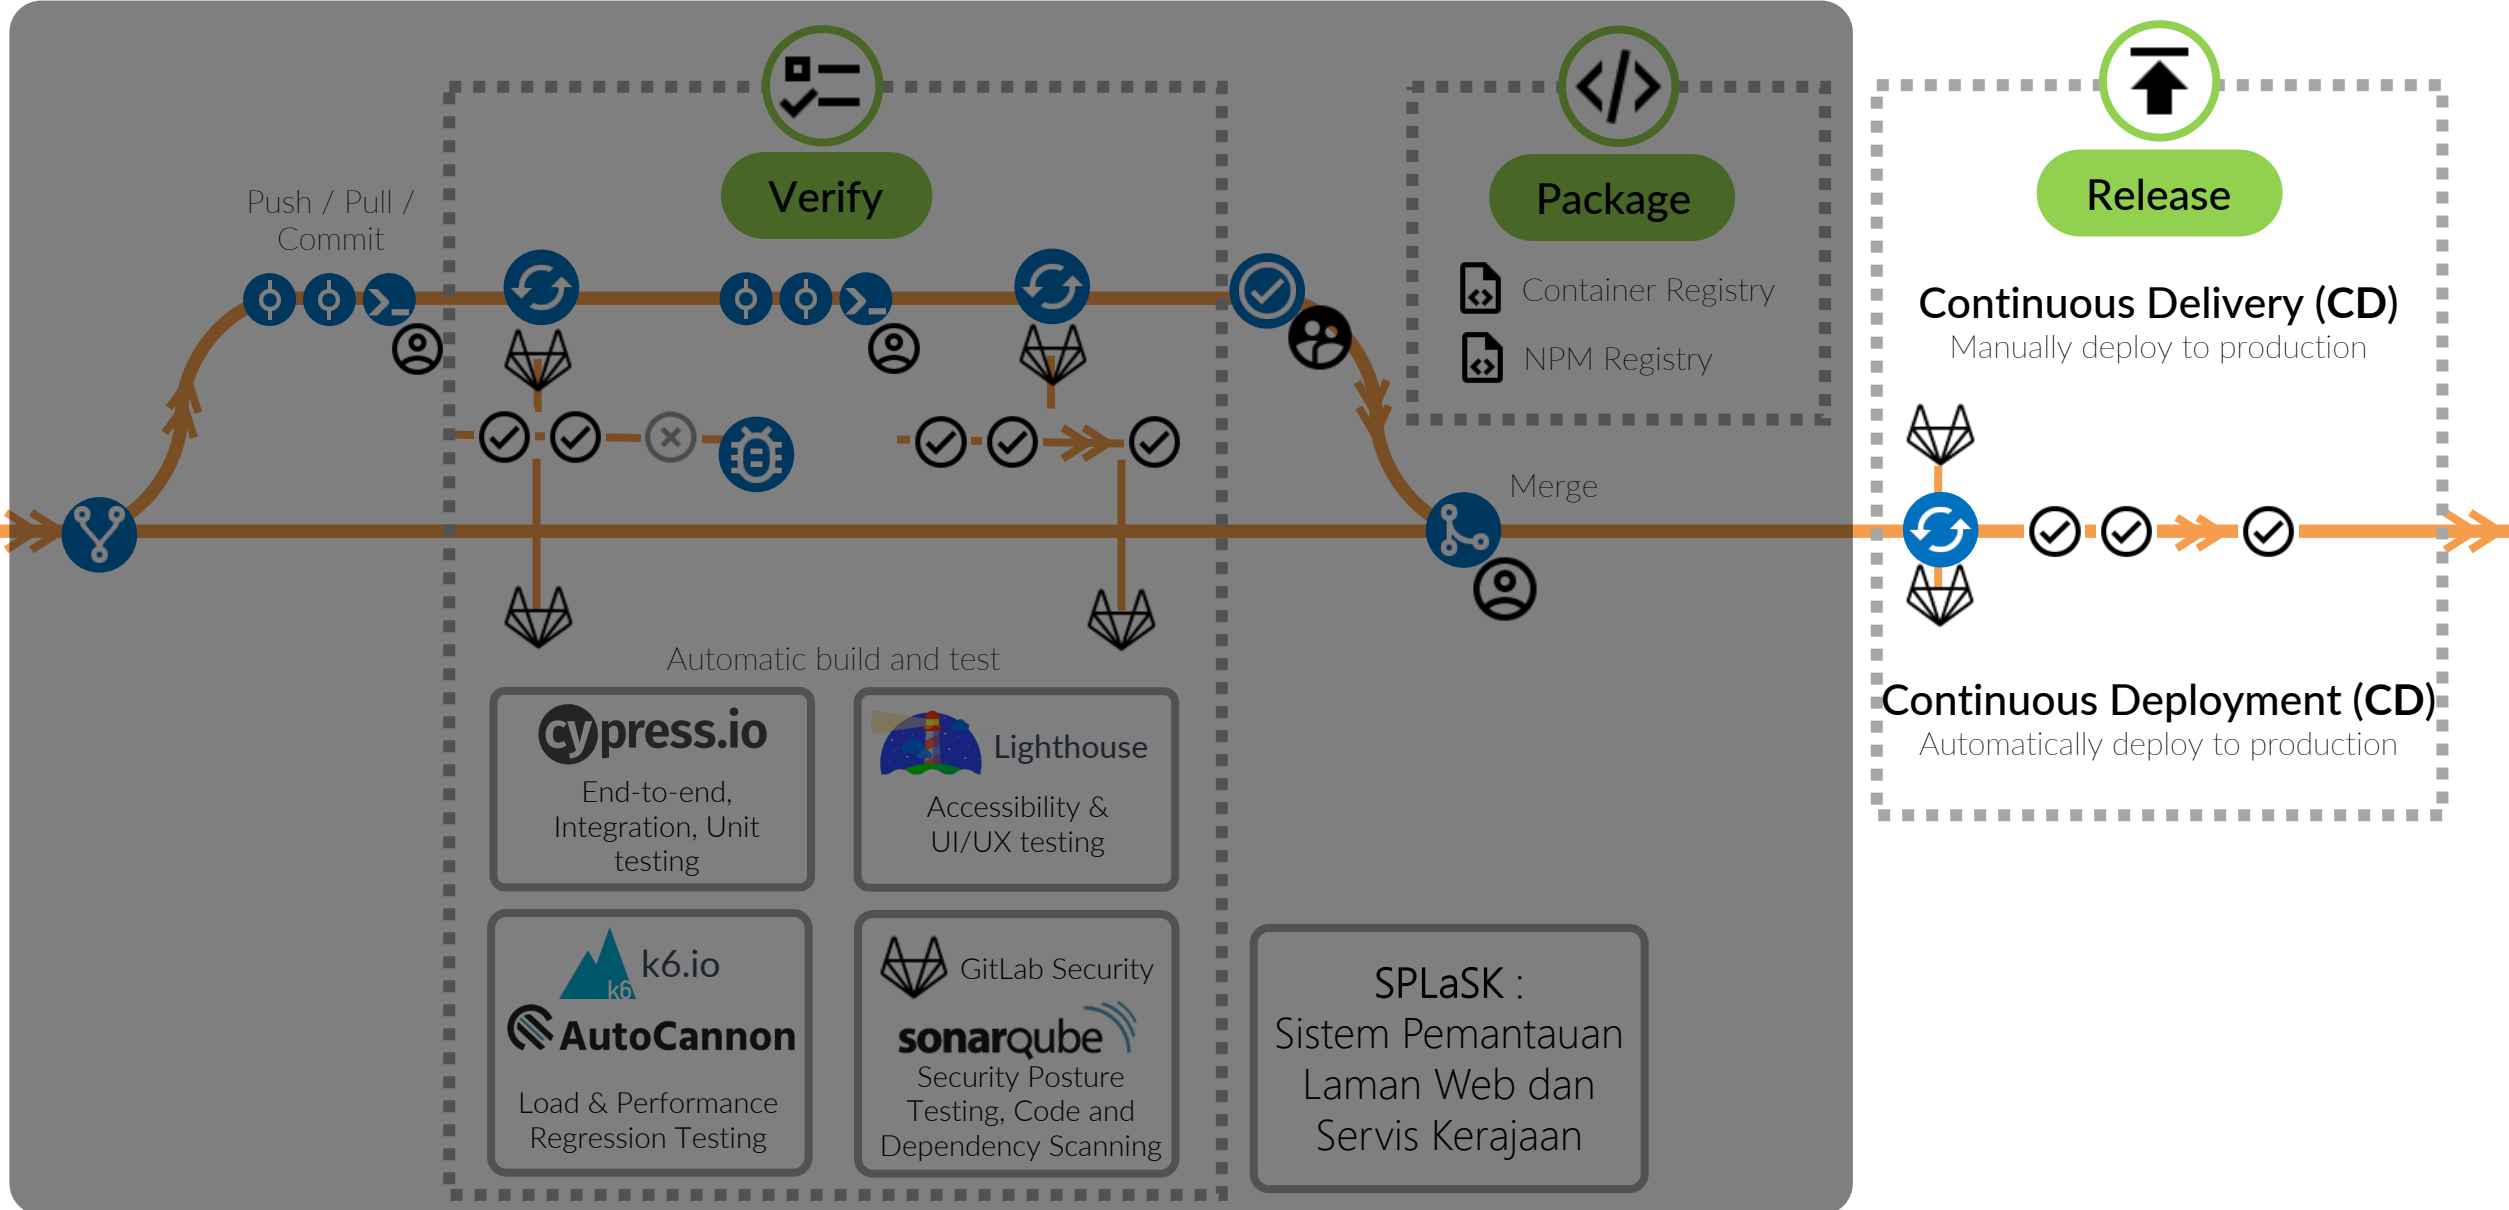 Push / Pull /
Commit
Verify
Package
Container Registry
NPM Registry
Merge
Automatic build and test
cypress.io
End-to-end,
Integration, Unit
testing
Lighthouse
Accessibility &
UI/UX testing
k6
k6.io
AutoCannon
Load & Performance
Regression Testing
GitLab Security
sonarqube
Security Posture
Testing, Code and
Dependency Scanning
SPLaSK :
Sistem Pemantauan
Laman Web dan
Servis Kerajaan
Release
Continuous Delivery (CD)
Manually deploy to production
Continuous Deployment (CD)
Automatically deploy to production